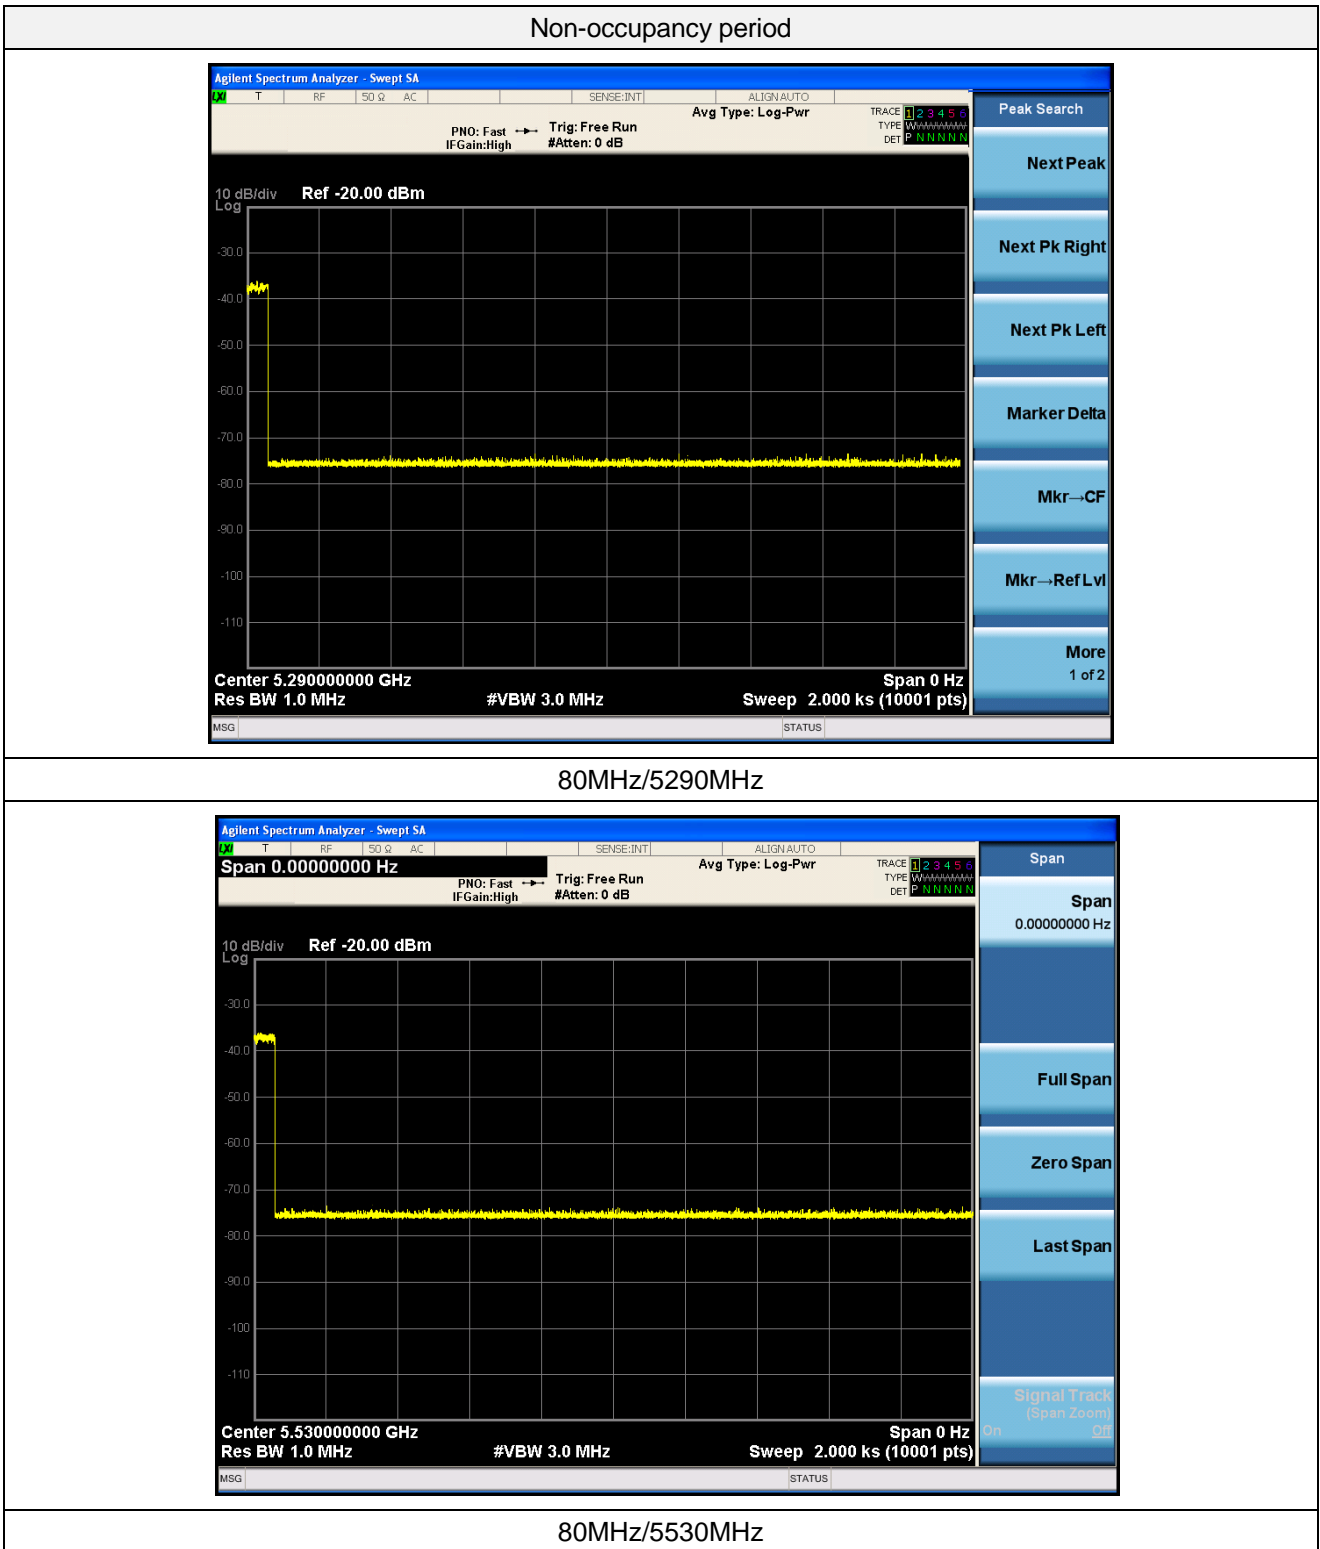 Non-occupancy period
Agilent Spectrum Analyzer - Swept SA
LXI T RF 50 Ω AC SENSE:INT ALIGN AUTO
Avg Type: Log-Pwr
PNO: Fast Trig: Free Run
IFGain:High #Atten: 0 dB
TRACE 1 2 3 4 5 6
TYPE W
DET P N N N N N
10 dB/div Ref -20.00 dBm
Log
-30.0
-40.0
-50.0
-60.0
-70.0
-80.0
-90.0
-100
-110
Center 5.290000000 GHz Span 0 Hz
Res BW 1.0 MHz #VBW 3.0 MHz Sweep 2.000 ks (10001 pts)
MSG STATUS
Peak Search
Next Peak
Next Pk Right
Next Pk Left
Marker Delta
Mkr→CF
Mkr→Ref Lvl
More
1 of 2
80MHz/5290MHz
Agilent Spectrum Analyzer - Swept SA
LXI T RF 50 Ω AC SENSE:INT ALIGN AUTO
Span 0.00000000 Hz
Avg Type: Log-Pwr
PNO: Fast Trig: Free Run
IFGain:High #Atten: 0 dB
TRACE 1 2 3 4 5 6
TYPE W
DET P N N N N N
10 dB/div Ref -20.00 dBm
Log
-30.0
-40.0
-50.0
-60.0
-70.0
-80.0
-90.0
-100
-110
Center 5.530000000 GHz Span 0 Hz
Res BW 1.0 MHz #VBW 3.0 MHz Sweep 2.000 ks (10001 pts)
MSG STATUS
Span
Span
0.00000000 Hz
Full Span
Zero Span
Last Span
Signal Track
(Span Zoom)
On Off
80MHz/5530MHz